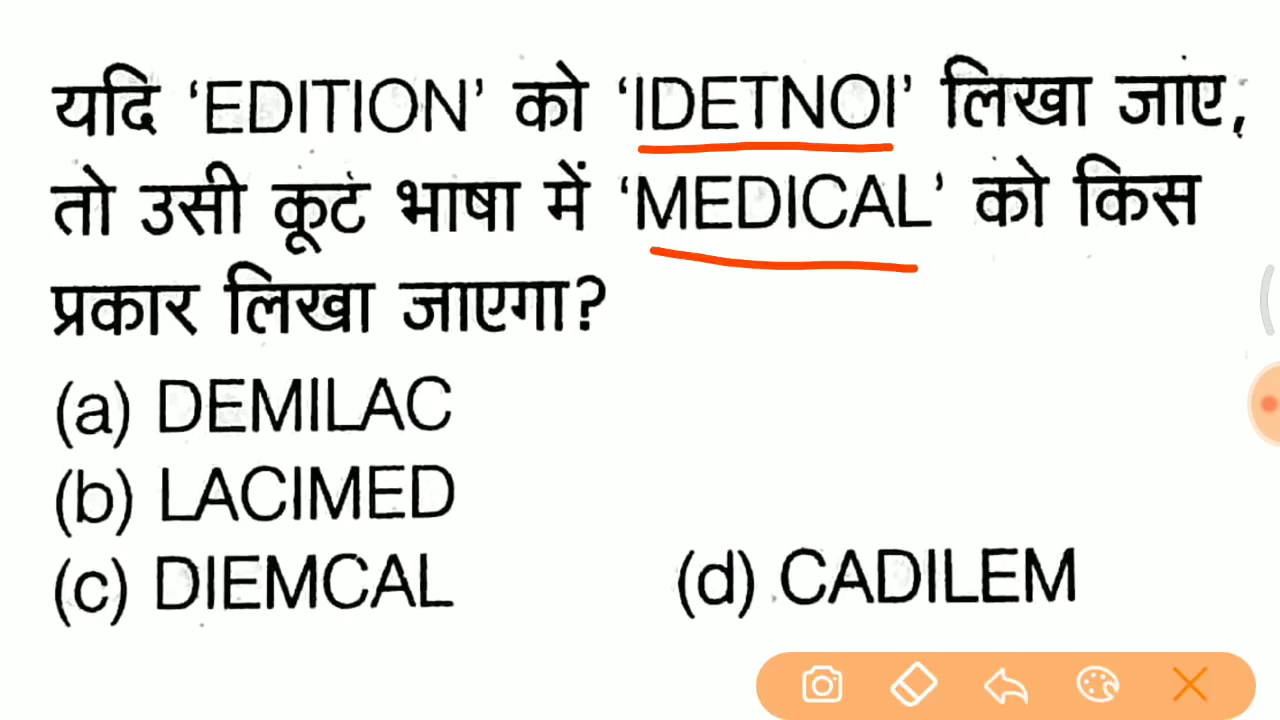 यदि ‘EDITION’ को ‘IDETNOI’ लिखा जाए,
तो उसी कूट भाषा में ‘MEDICAL’ को किस
प्रकार लिखा जाएगा?
(a) DEMILAC
(b) LACIMED
(c) DIEMCAL (d) CADILEM